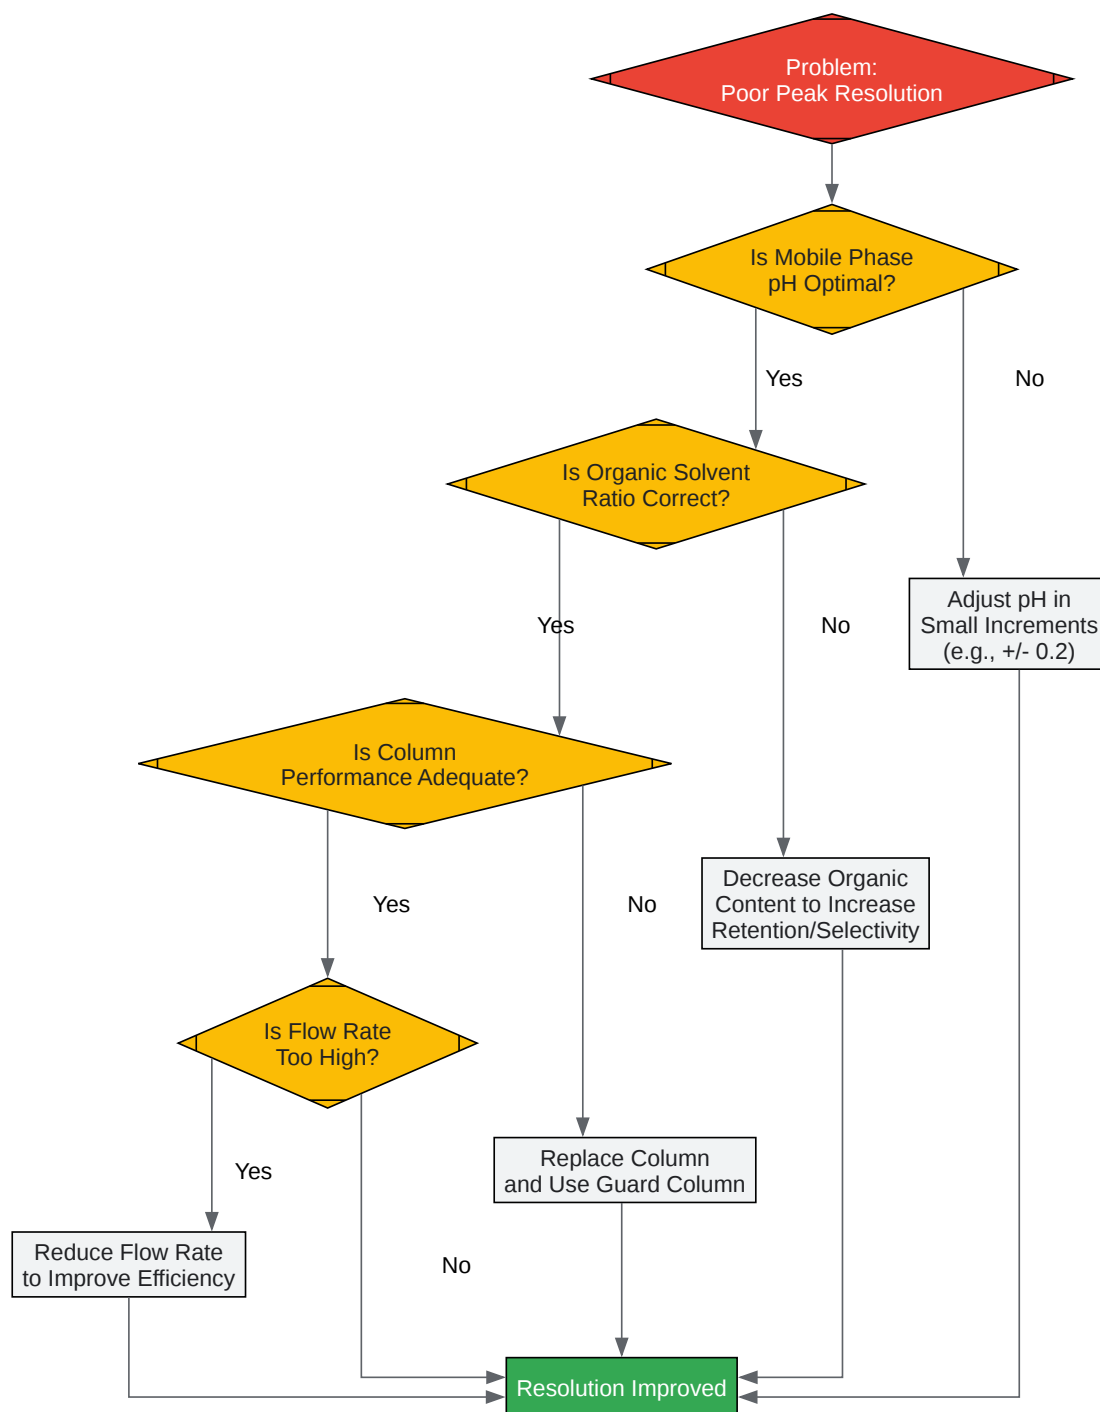 Problem:
Poor Peak Resolution
Is Mobile Phase
pH Optimal?
Yes
No
Is Organic Solvent
Ratio Correct?
Yes
No
Adjust pH in
Small Increments
(e.g., +/- 0.2)
Is Column
Performance Adequate?
Yes
No
Decrease Organic
Content to Increase
Retention/Selectivity
Is Flow Rate
Too High?
Yes
No
Replace Column
and Use Guard Column
Reduce Flow Rate
to Improve Efficiency
Resolution Improved